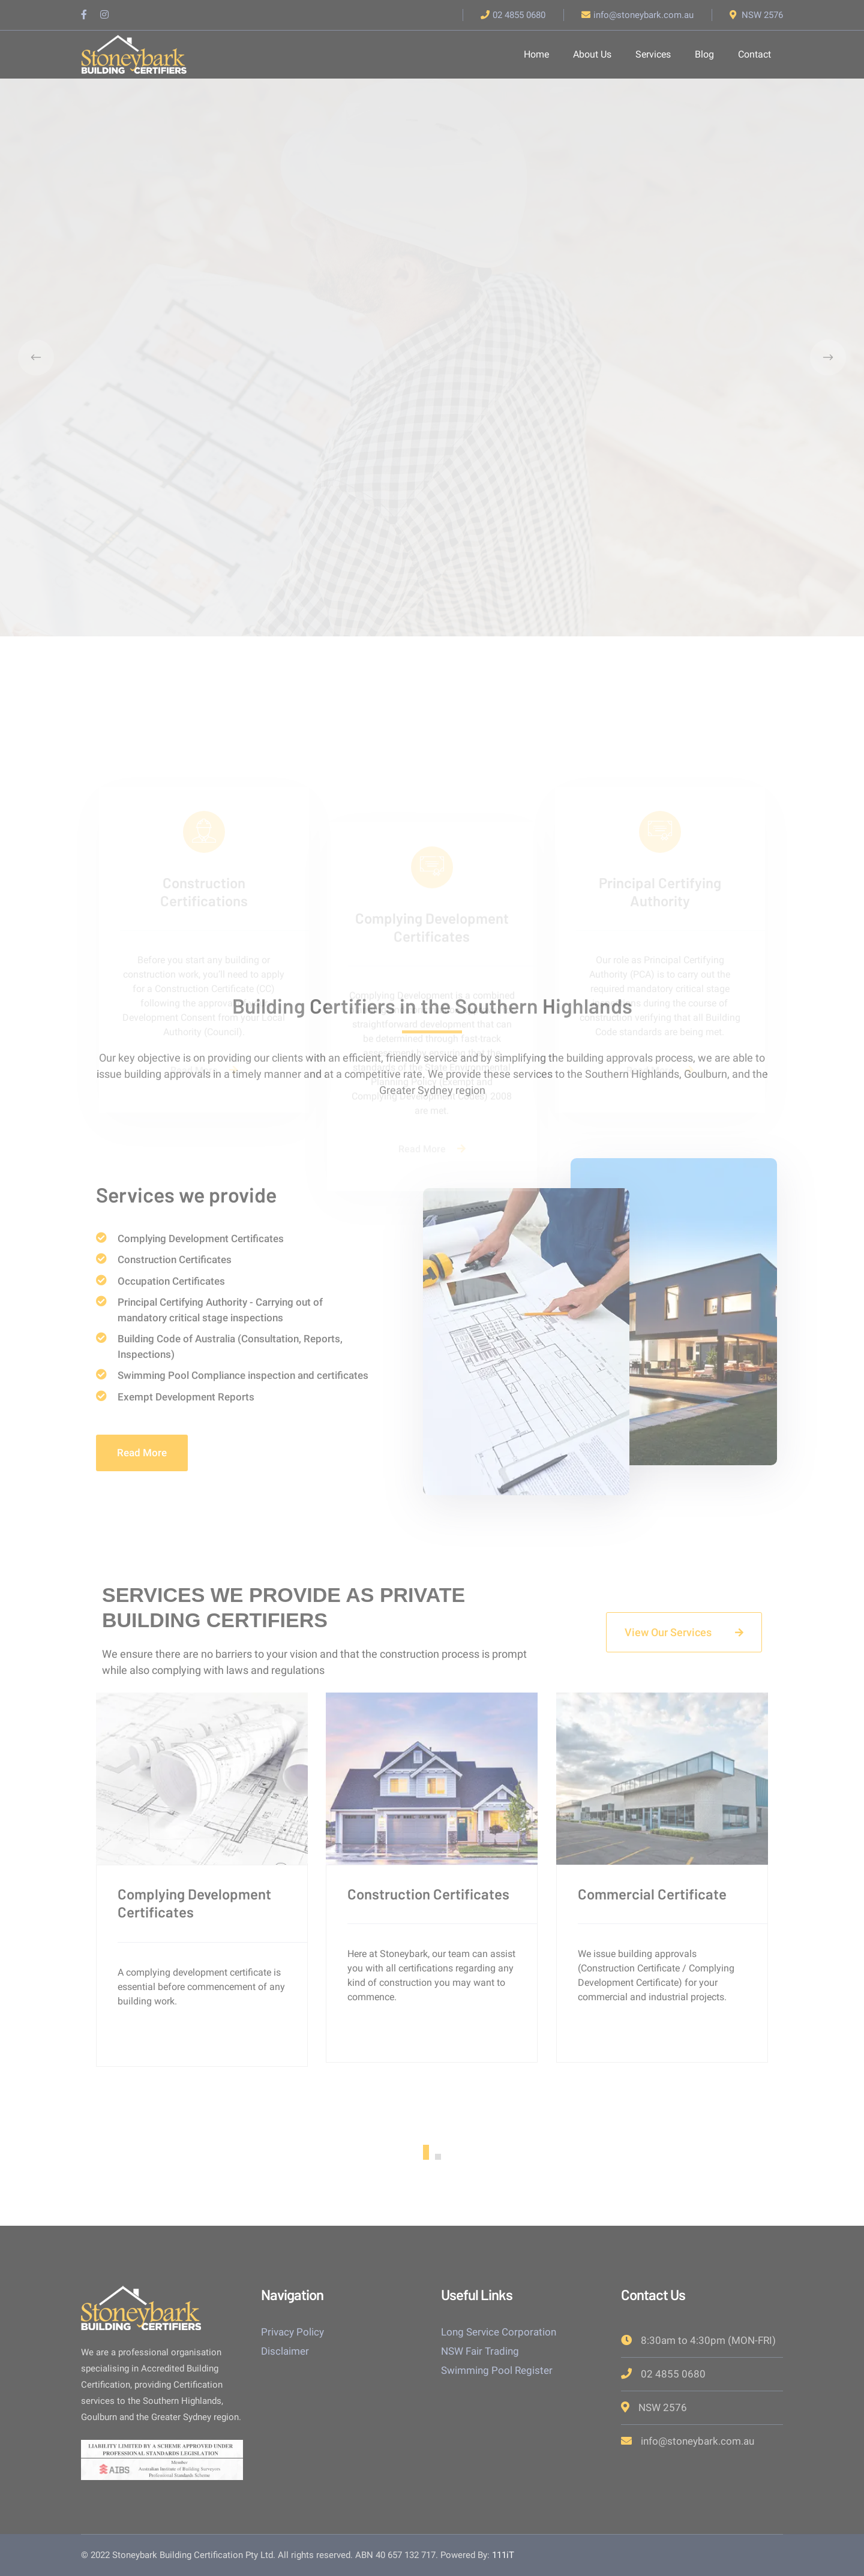 02 4855 0680
info@stoneybark.com.au
NSW 2576
Stoneybark
BUILDING CERTIFIERS
Home
About Us
Services
Blog
Contact
Construction
Certifications
Before you start any building or
construction work, you'll need to apply
for a Construction Certificate (CC)
following the approval of
Development Consent from your Local
Authority (Council).
Complying Development
Certificates
Complying Development is a combined
straightforward development that can
be determined through fast-track
standards of the State Environmental
Planning Policy (Exempt and
Complying Development Codes) 2008
are met.
Read More
Principal Certifying
Authority
Our role as Principal Certifying
Authority (PCA) is to carry out the
required mandatory critical stage
during the course of
construction verifying that all Building
Code standards are being met.
Building Certifiers in the Southern Highlands
Our key objective is on providing our clients with an efficient, friendly service and by simplifying the building approvals process, we are able to
issue building approvals in a timely manner and at a competitive rate. We provide these services to the Southern Highlands, Goulburn, and the
Greater Sydney region
Services we provide
Complying Development Certificates
Construction Certificates
Occupation Certificates
Principal Certifying Authority - Carrying out of
mandatory critical stage inspections
Building Code of Australia (Consultation, Reports,
Inspections)
Swimming Pool Compliance inspection and certificates
Exempt Development Reports
Read More
SERVICES WE PROVIDE AS PRIVATE
BUILDING CERTIFIERS
We ensure there are no barriers to your vision and that the construction process is prompt
while also complying with laws and regulations
View Our Services
Complying Development
Certificates
A complying development certificate is
essential before commencement of any
building work.
Construction Certificates
Here at Stoneybark, our team can assist
you with all certifications regarding any
kind of construction you may want to
commence.
Commercial Certificate
We issue building approvals
(Construction Certificate / Complying
Development Certificate) for your
commercial and industrial projects.
Stoneybark
BUILDING CERTIFIERS
We are a professional organisation
specialising in Accredited Building
Certification, providing Certification
services to the Southern Highlands,
Goulburn and the Greater Sydney region.
LIABILITY LIMITED BY A SCHEME APPROVED UNDER
PROFESSIONAL STANDARDS LEGISLATION
AIBS
Member
Australian Institute of Building Surveyors
Professional Standards Scheme
Navigation
Privacy Policy
Disclaimer
Useful Links
Long Service Corporation
NSW Fair Trading
Swimming Pool Register
Contact Us
8:30am to 4:30pm (MON-FRI)
02 4855 0680
NSW 2576
info@stoneybark.com.au
© 2022 Stoneybark Building Certification Pty Ltd. All rights reserved. ABN 40 657 132 717. Powered By: 111iT